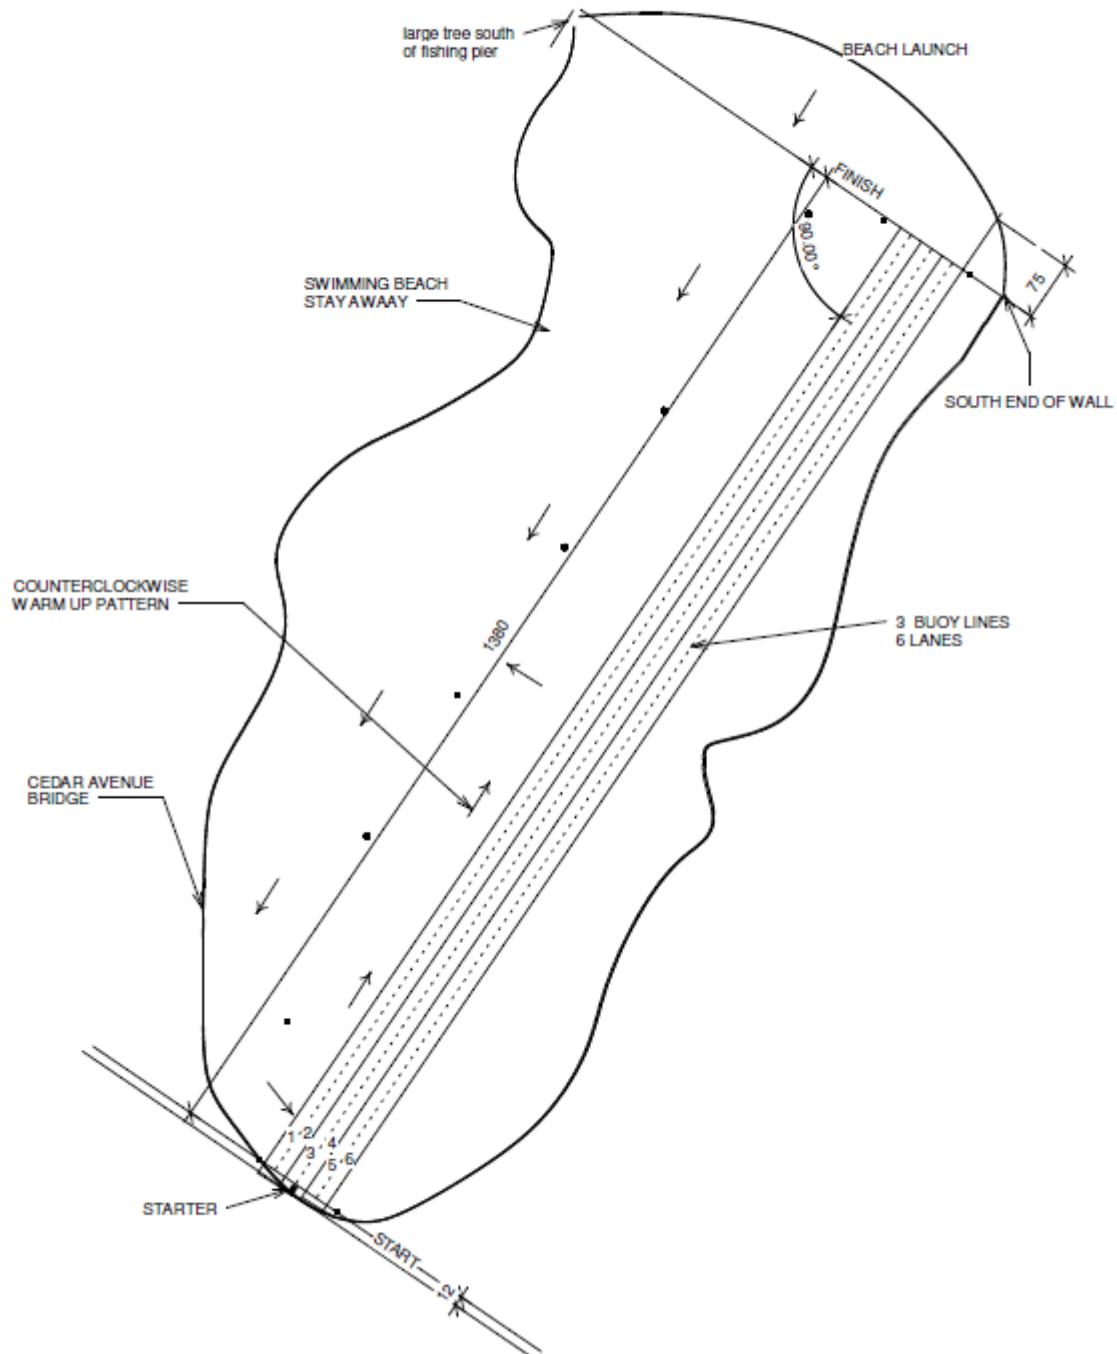 large tree south
of fishing pier
BEACH LAUNCH
FINISH
90.00 °
75
SWIMMING BEACH
STAY AWAAY
SOUTH END OF WALL
COUNTERCLOCKWISE
WARM UP PATTERN
1380
3 BUOY LINES
6 LANES
CEDAR AVENUE
BRIDGE
1 2
3 4
5 6
STARTER
START
12